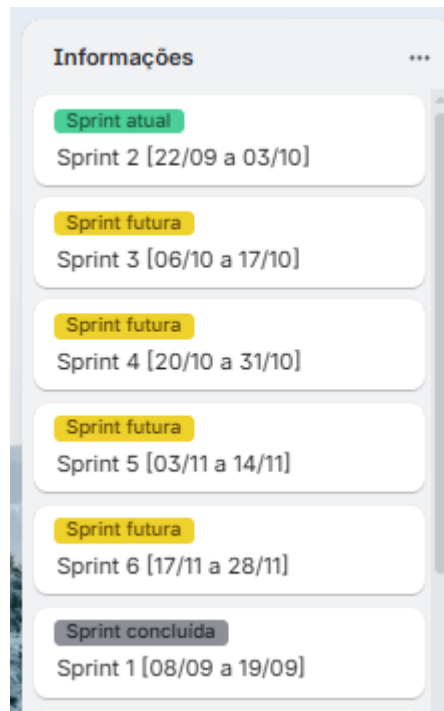 Informações
Sprint atual
Sprint 2 [22/09 a 03/10]
Sprint futura
Sprint 3 [06/10 a 17/10]
Sprint futura
Sprint 4 [20/10 a 31/10]
Sprint futura
Sprint 5 [03/11 a 14/11]
Sprint futura
Sprint 6 [17/11 a 28/11]
Sprint concluida
Sprint 1 [08/09 a 19/09]